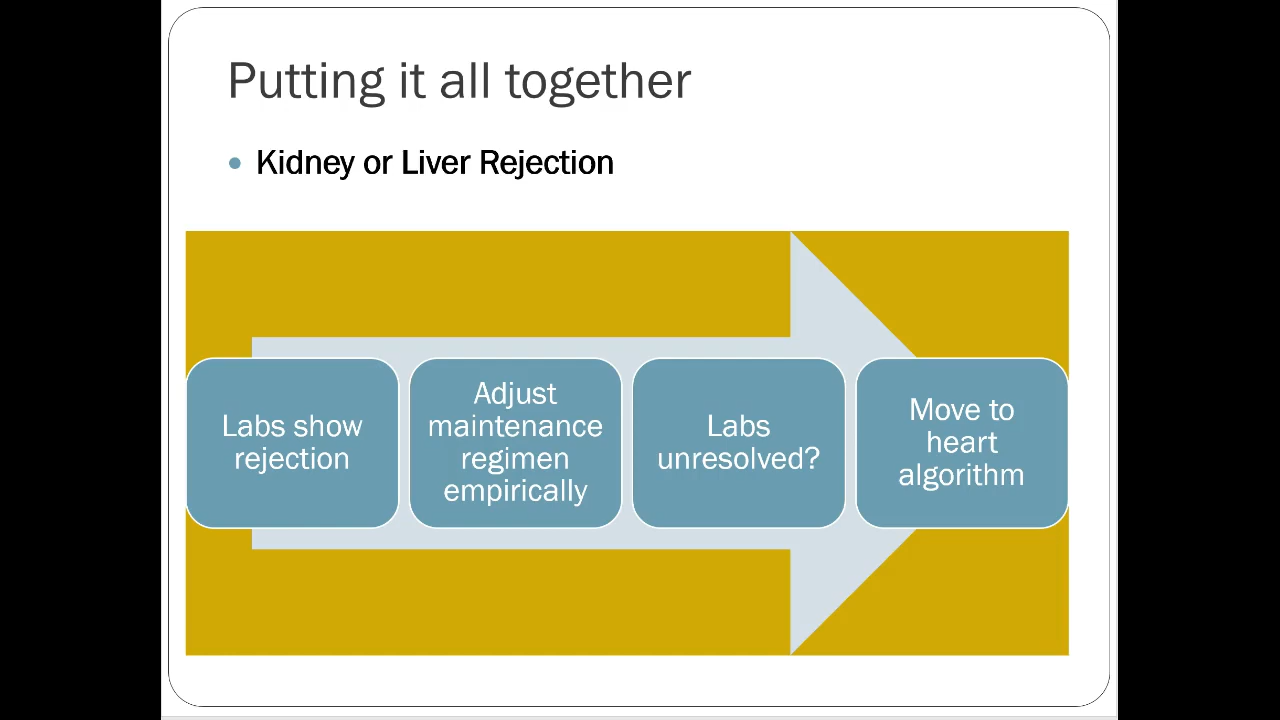 Putting it all together
• Kidney or Liver Rejection
Labs show
rejection
Adjust
maintenance
regimen
empirically
Labs
unresolved?
Move to
heart
algorithm